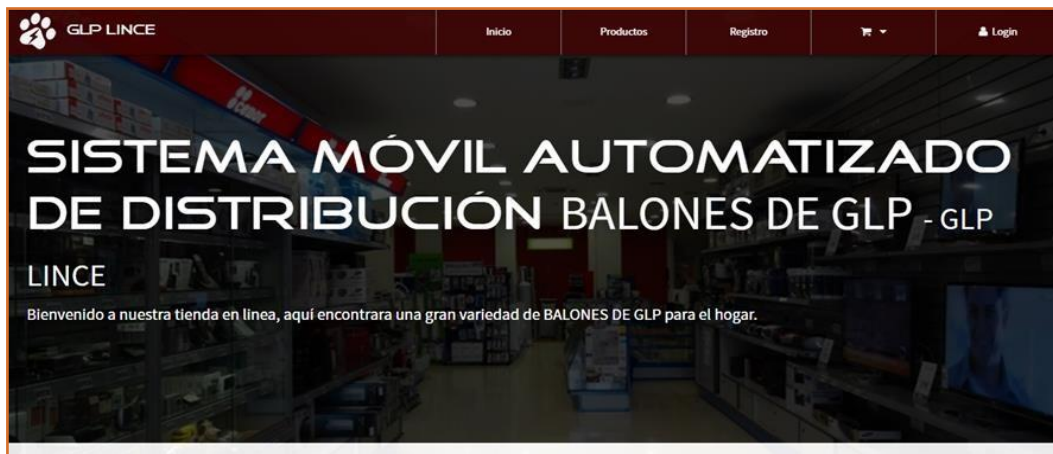 GLP LINCE
Inicio
Productos
Registro
Login
SISTEMA MÓVIL AUTOMATIZADO
DE DISTRIBUCIÓN BALONES DE GLP - GLP
LINCE
Bienvenido a nuestra tienda en linea, aquí encontrara una gran variedad de BALONES DE GLP para el hogar.